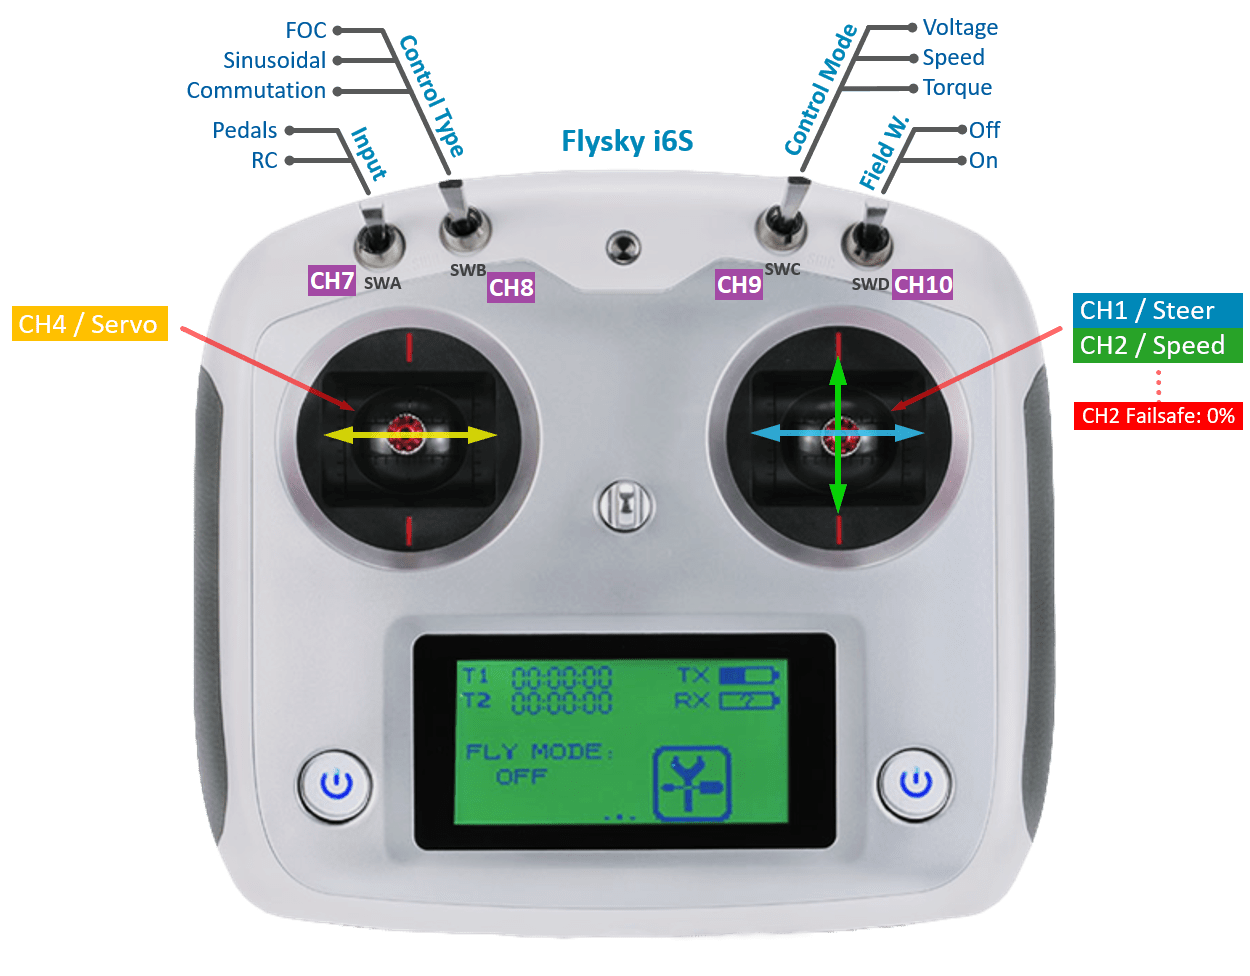 FOC
Sinusoidal
Commutation
Control Type
Pedals
RC
Input
Flysky i6S
Voltage
Speed
Torque
Control Mode
Off
On
Field W.
CH7
SWA
SWB
CH8
CH9
SWC
SWD
CH10
CH4 / Servo
CH1 / Steer
CH2 / Speed
CH2 Failsafe: 0%
T1 00:00:00 TX
T2 00:00:00 RX ?
FLY MODE:
OFF
...